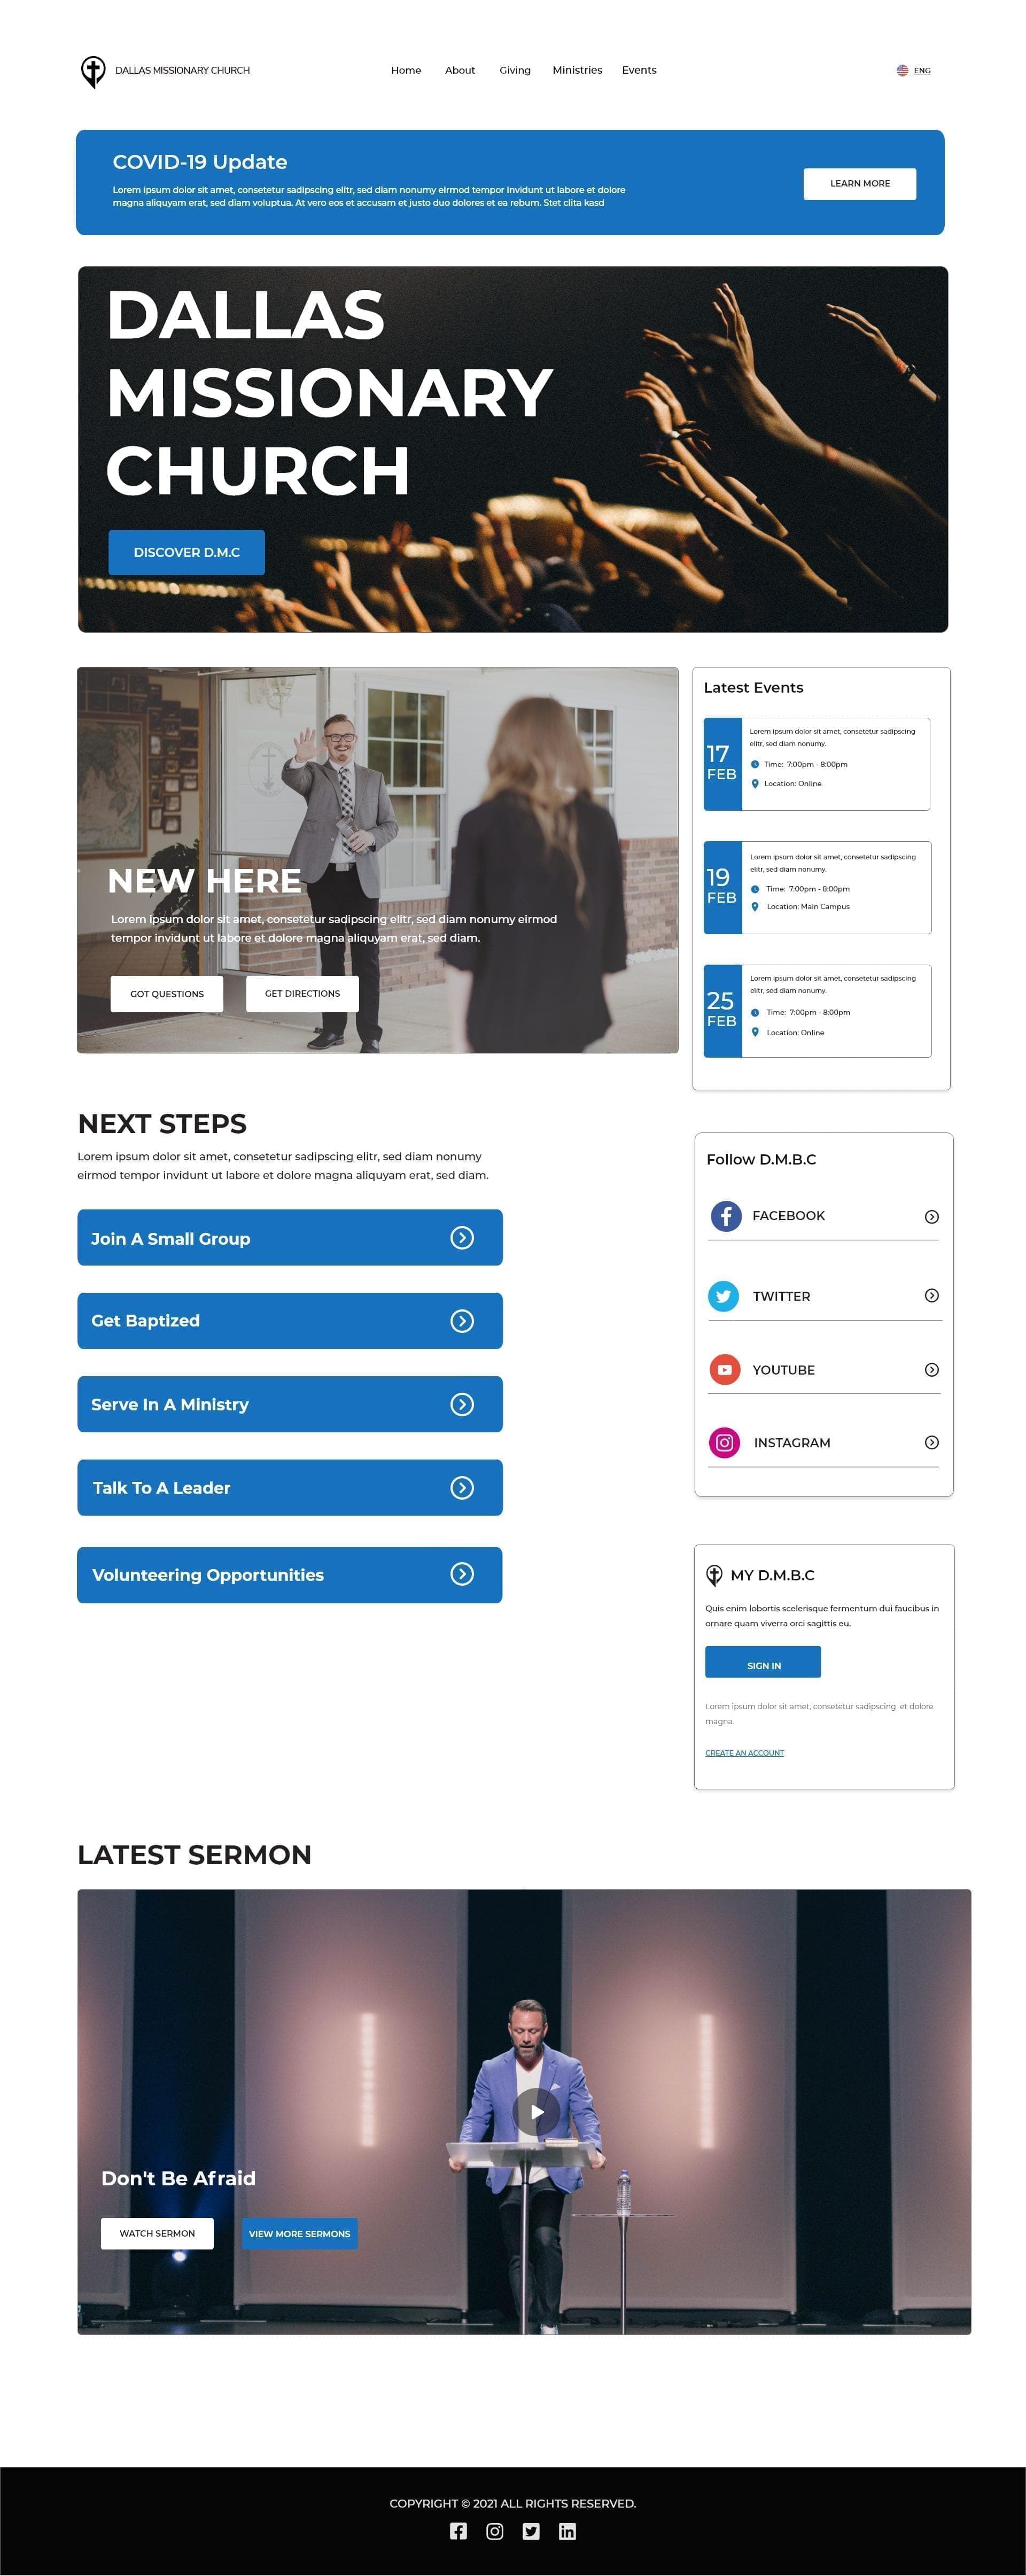 DALLAS MISSIONARY CHURCH
Home About Giving Ministries Events
ENG
COVID-19 Update
Lorem ipsum dolor sit amet, consetetur sadipscing elitr, sed diam nonumy eirmod tempor invidunt ut labore et dolore
magna aliquyam erat, sed diam voluptua. At vero eos et accusam et justo duo dolores et ea rebum. Stet clita kasd
LEARN MORE
DALLAS
MISSIONARY
CHURCH
DISCOVER D.M.C
NEW HERE
Lorem ipsum dolor sit amet, consetetur sadipscing elitr, sed diam nonumy eirmod
tempor invidunt ut labore et dolore magna aliquyam erat, sed diam.
GOT QUESTIONS
GET DIRECTIONS
Latest Events
17
FEB
Lorem ipsum dolor sit amet, consetetur sadipscing
elitr, sed diam nonumy.
Time: 7:00pm - 8:00pm
Location: Online
19
FEB
Lorem ipsum dolor sit amet, consetetur sadipscing
elitr, sed diam nonumy.
Time: 7:00pm - 8:00pm
Location: Main Campus
25
FEB
Lorem ipsum dolor sit amet, consetetur sadipscing
elitr, sed diam nonumy.
Time: 7:00pm - 8:00pm
Location: Online
NEXT STEPS
Lorem ipsum dolor sit amet, consetetur sadipscing elitr, sed diam nonumy
eirmod tempor invidunt ut labore et dolore magna aliquyam erat, sed diam.
Join A Small Group
Get Baptized
Serve In A Ministry
Talk To A Leader
Volunteering Opportunities
Follow D.M.B.C
FACEBOOK
TWITTER
YOUTUBE
INSTAGRAM
MY D.M.B.C
Quis enim lobortis scelerisque fermentum dui faucibus in
ornare quam viverra orci sagittis eu.
SIGN IN
Lorem ipsum dolor sit amet, consetetur sadipscing et dolore
magna.
CREATE AN ACCOUNT
LATEST SERMON
Don't Be Afraid
WATCH SERMON
VIEW MORE SERMONS
COPYRIGHT © 2021 ALL RIGHTS RESERVED.